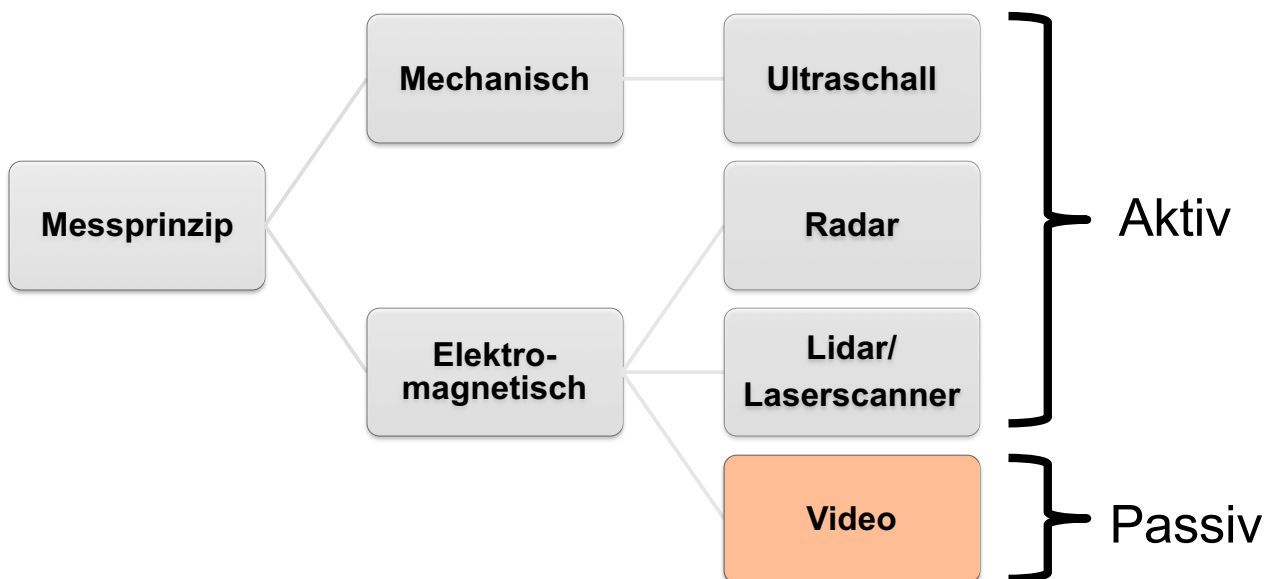 Messprinzip
Mechanisch
Ultraschall
Elektro-
magnetisch
Radar
Lidar/
Laserscanner
Video
Aktiv
Passiv